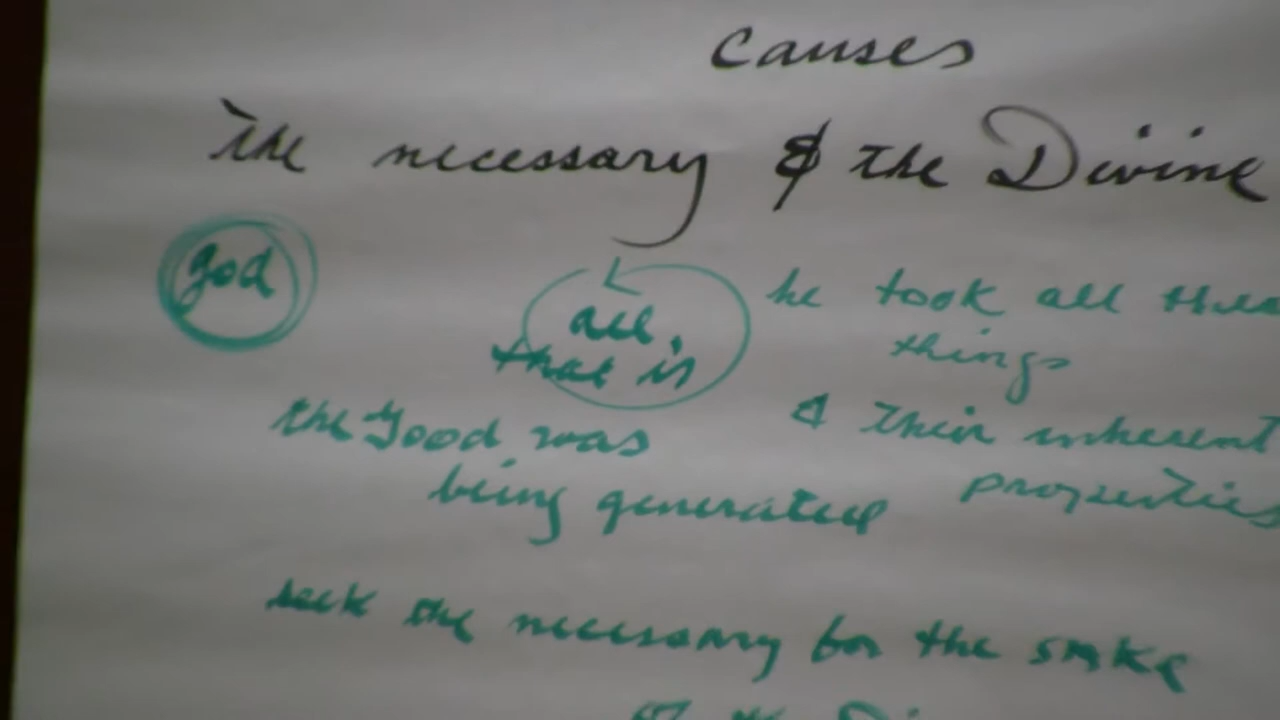 Causes
The necessary & the Divine
god
all
that is
he took all these
things
the Good was
& their inherent
being generated
properties
seek the necessary for the sake